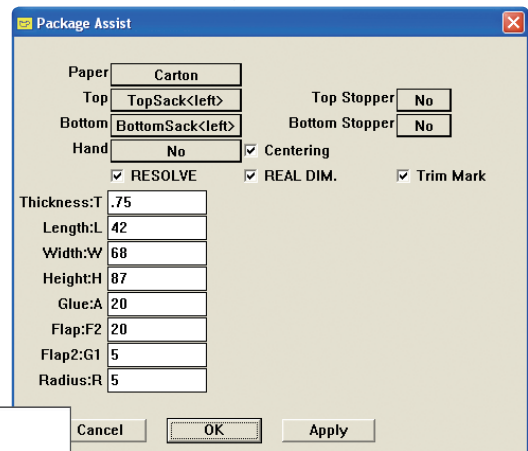 Package Assist
Paper Carton
Top TopSack<left> Top Stopper No
Bottom BottomSack<left> Bottom Stopper No
Hand No Centering
RESOLVE REAL DIM. Trim Mark
Thickness:T .75
Length:L 42
Width:W 68
Height:H 87
Glue:A 20
Flap:F2 20
Flap2:G1 5
Radius:R 5
Cancel OK Apply